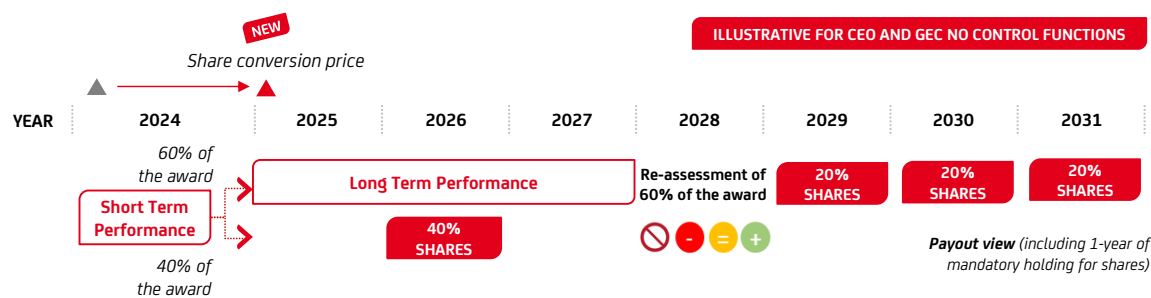 NEW
ILLUSTRATIVE FOR CEO AND GEC NO CONTROL FUNCTIONS
Share conversion price
YEAR 2024 2025 2026 2027 2028 2029 2030 2031
60% of
the award
Short Term
Performance
Long Term Performance
Re-assessment of
60% of the award
20%
SHARES
20%
SHARES
20%
SHARES
40%
SHARES
- = +
40% of
the award
Payout view (including 1-year of
mandatory holding for shares)